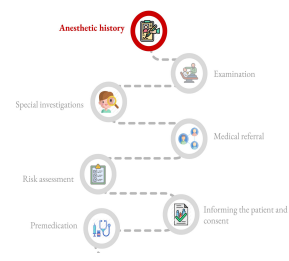 Anesthetic history
Examination
Special investigations
Medical referral
Risk assessment
Informing the patient and
consent
Premedication